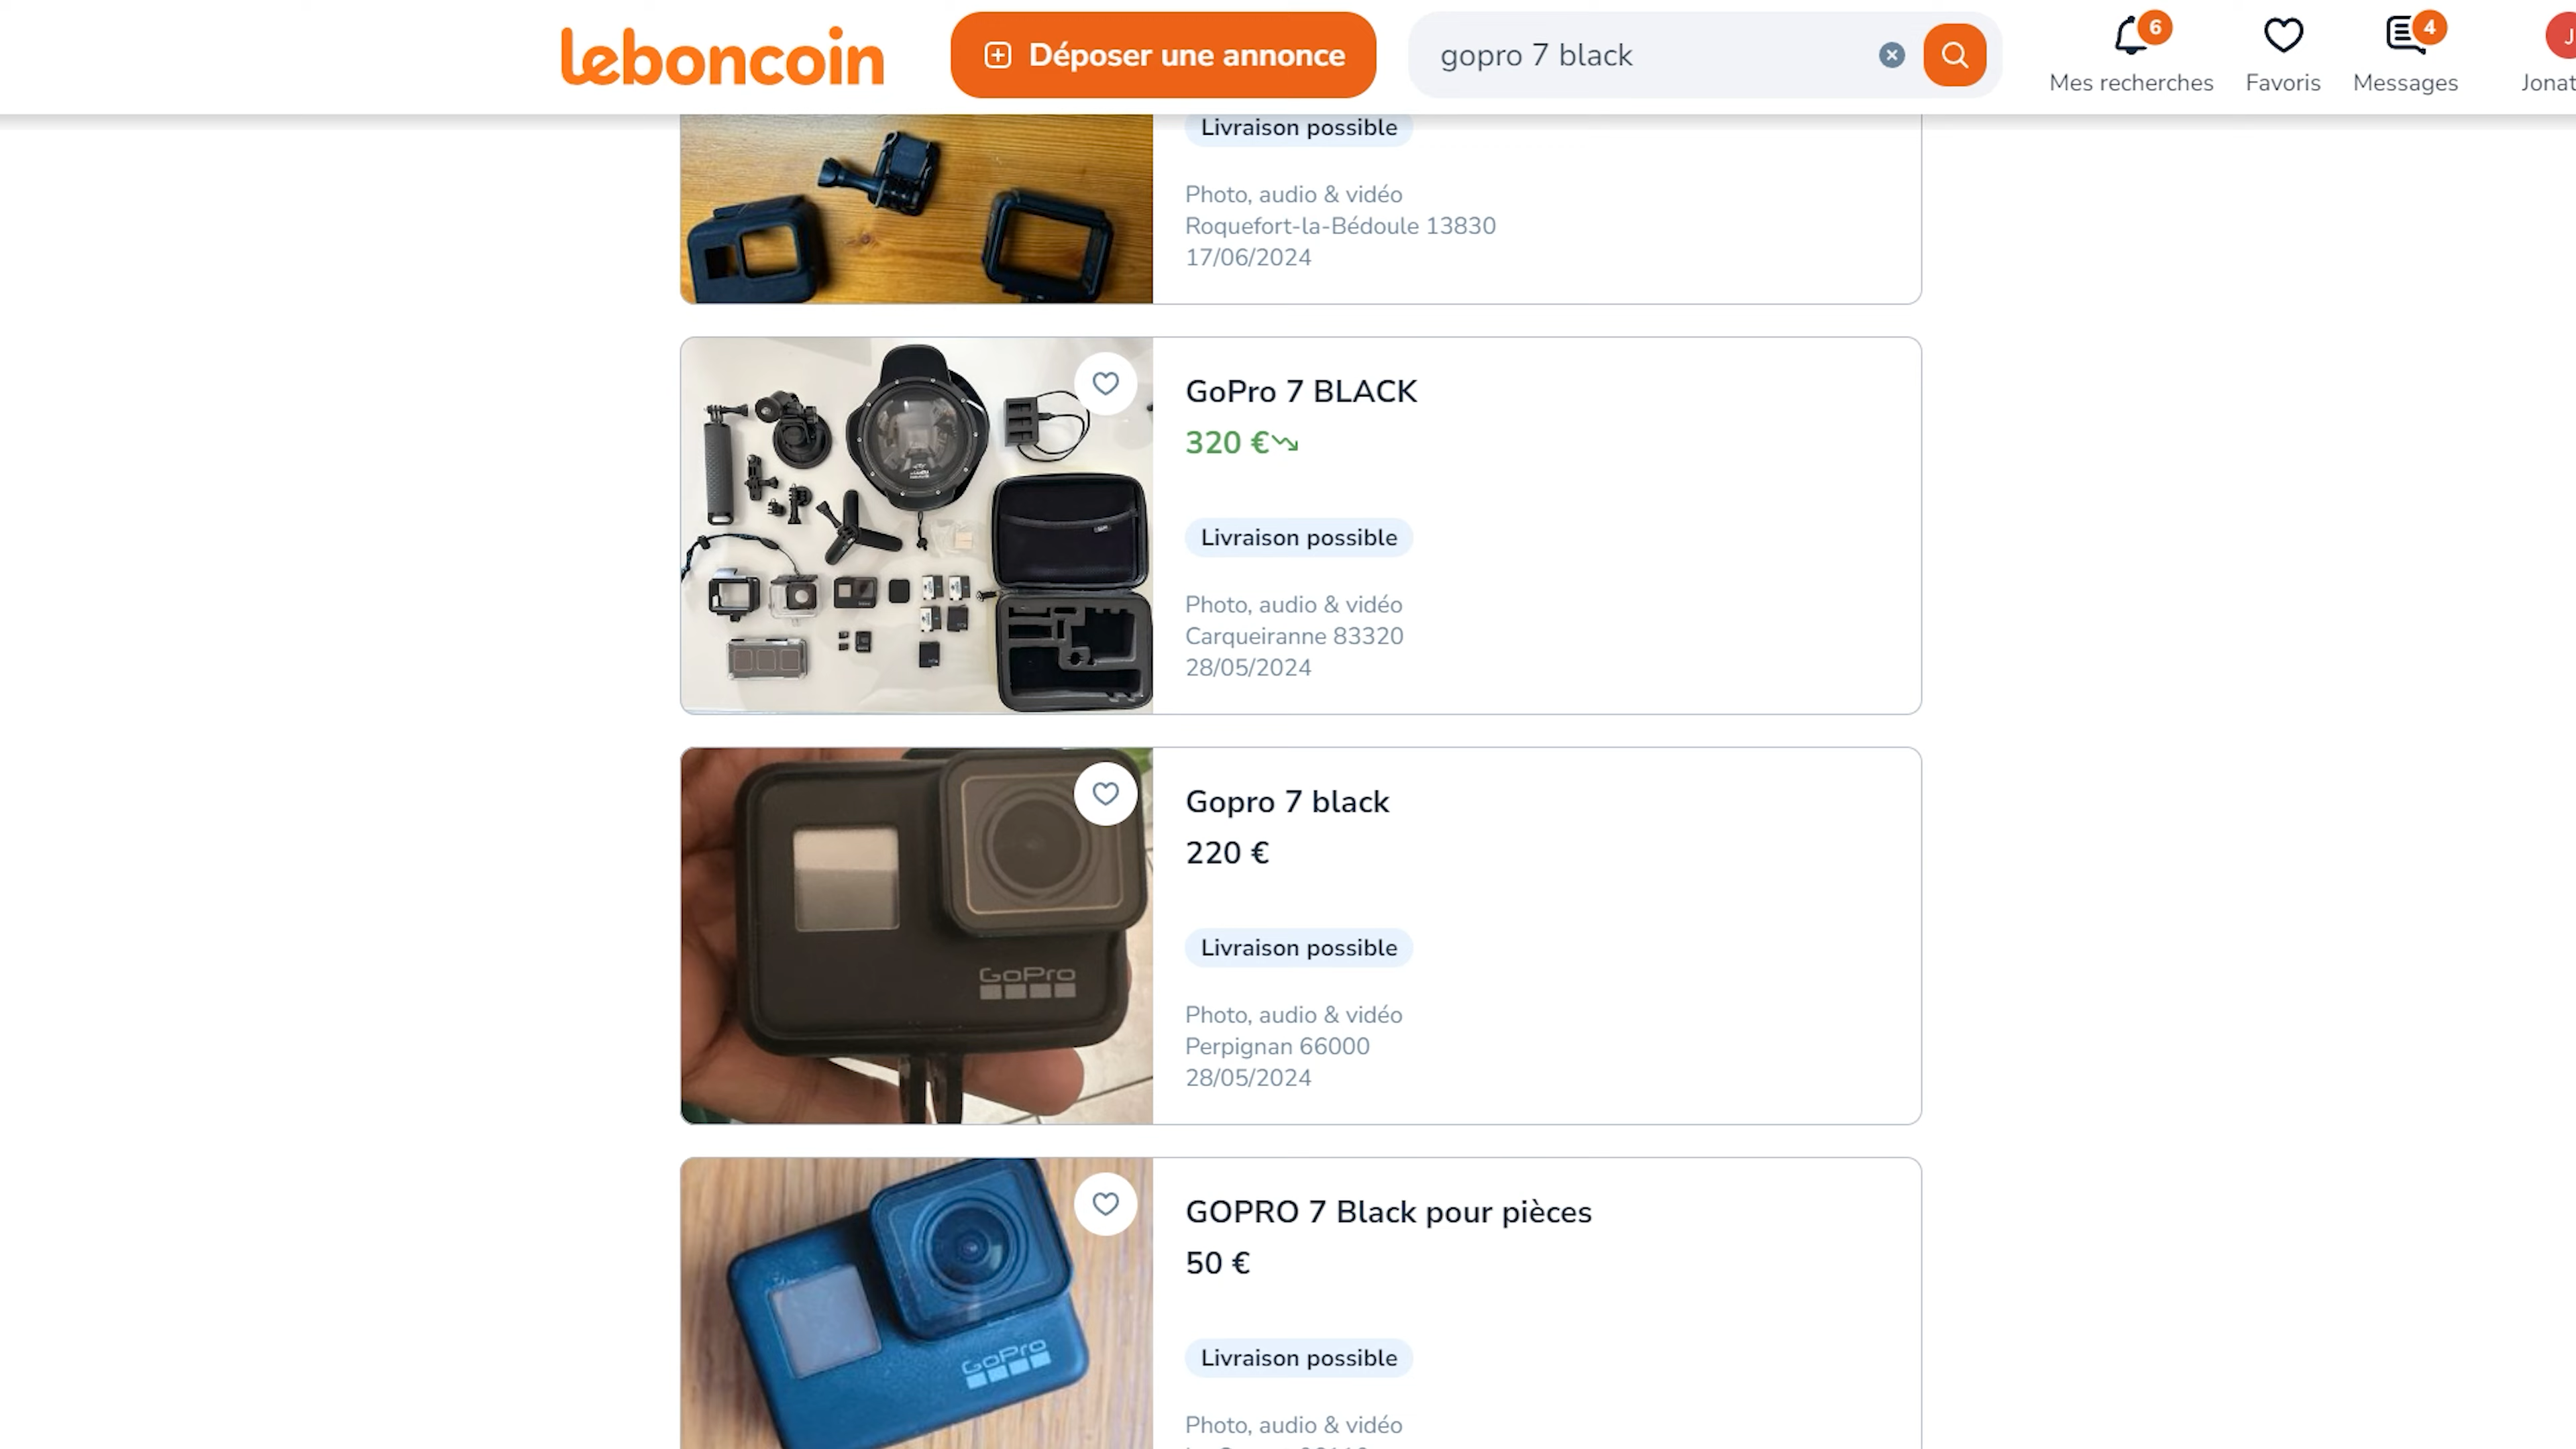 leboncoin
Déposer une annonce
gopro 7 black
6
Mes recherches
Favoris
4
Messages
J
Jonat
Livraison possible
Photo, audio & vidéo
Roquefort-la-Bédoule 13830
17/06/2024
GoPro 7 BLACK
320 €
Livraison possible
Photo, audio & vidéo
Carqueiranne 83320
28/05/2024
GoPro
Gopro 7 black
220 €
Livraison possible
Photo, audio & vidéo
Perpignan 66000
28/05/2024
GoPro
GOPRO 7 Black pour pièces
50 €
Livraison possible
Photo, audio & vidéo